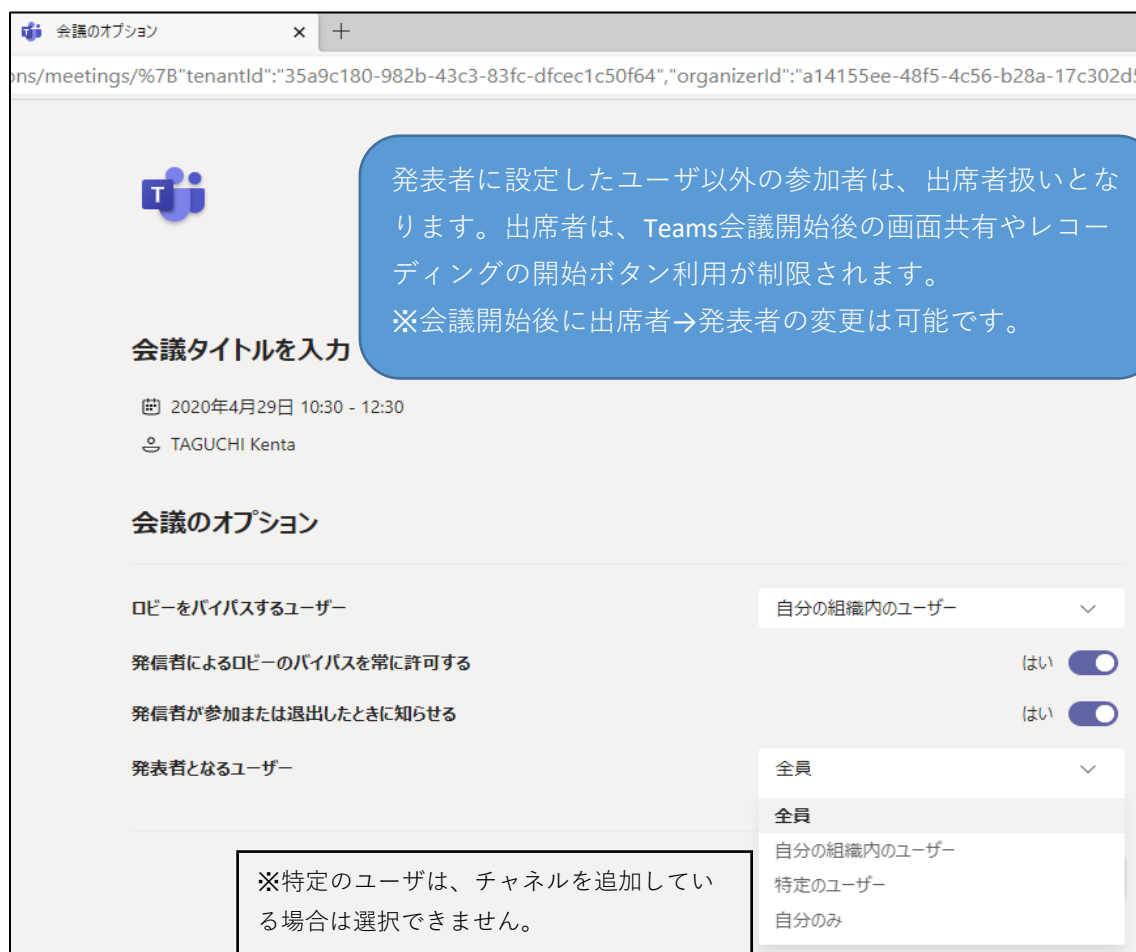 会議のオプション
ons/meetings/%7B"tenantId":"35a9c180-982b-43c3-83fc-dfcec1c50f64","organizerId":"a14155ee-48f5-4c56-b28a-17c302d5
T
発表者に設定したユーザ以外の参加者は、出席者扱いとな
ります。出席者は、Teams会議開始後の画面共有やレコー
ディングの開始ボタン利用が制限されます。
※会議開始後に出席者→発表者の変更は可能です。
会議タイトルを入力
2020年4月29日 10:30 - 12:30
TAGUCHI Kenta
会議のオプション
ロビーをバイパスするユーザー 自分の組織内のユーザー
発信者によるロビーのバイパスを常に許可する はい
発信者が参加または退出したときに知らせる はい
発表者となるユーザー 全員
全員
自分の組織内のユーザー
特定のユーザー
自分のみ
※特定のユーザは、チャネルを追加してい
る場合は選択できません。